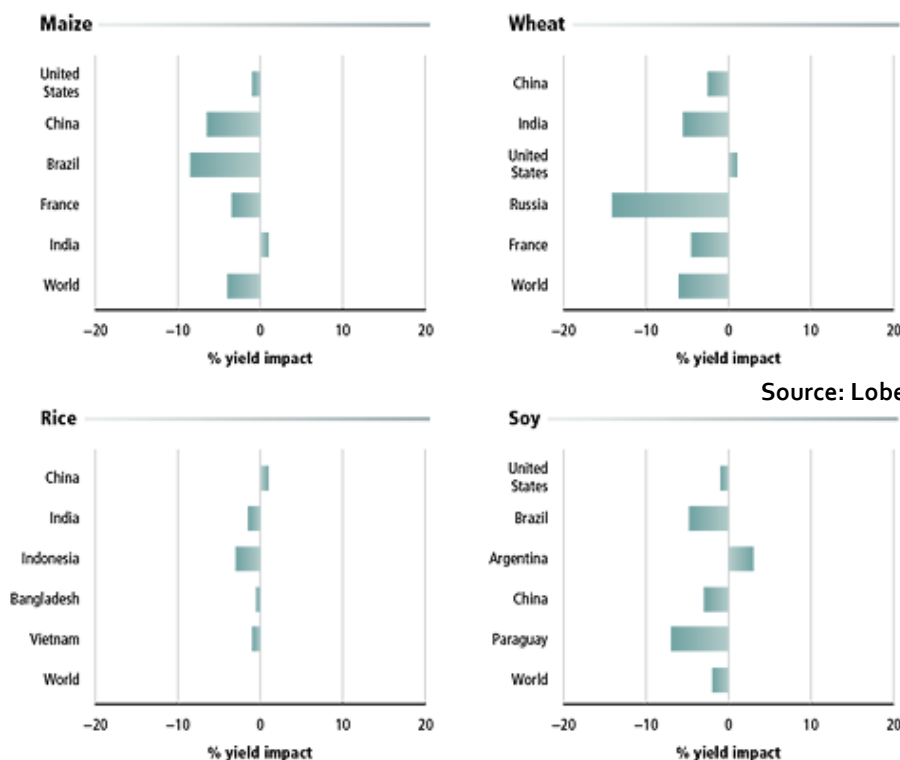 Maize
United
States
China
Brazil
France
India
World
−20 −10 0 10 20
% yield impact
Wheat
China
India
United
States
Russia
France
World
−20 −10 0 10 20
% yield impact
Source: Lobe
Rice
China
India
Indonesia
Bangladesh
Vietnam
World
−20 −10 0 10 20
% yield impact
Soy
United
States
Brazil
Argentina
China
Paraguay
World
−20 −10 0 10 20
% yield impact